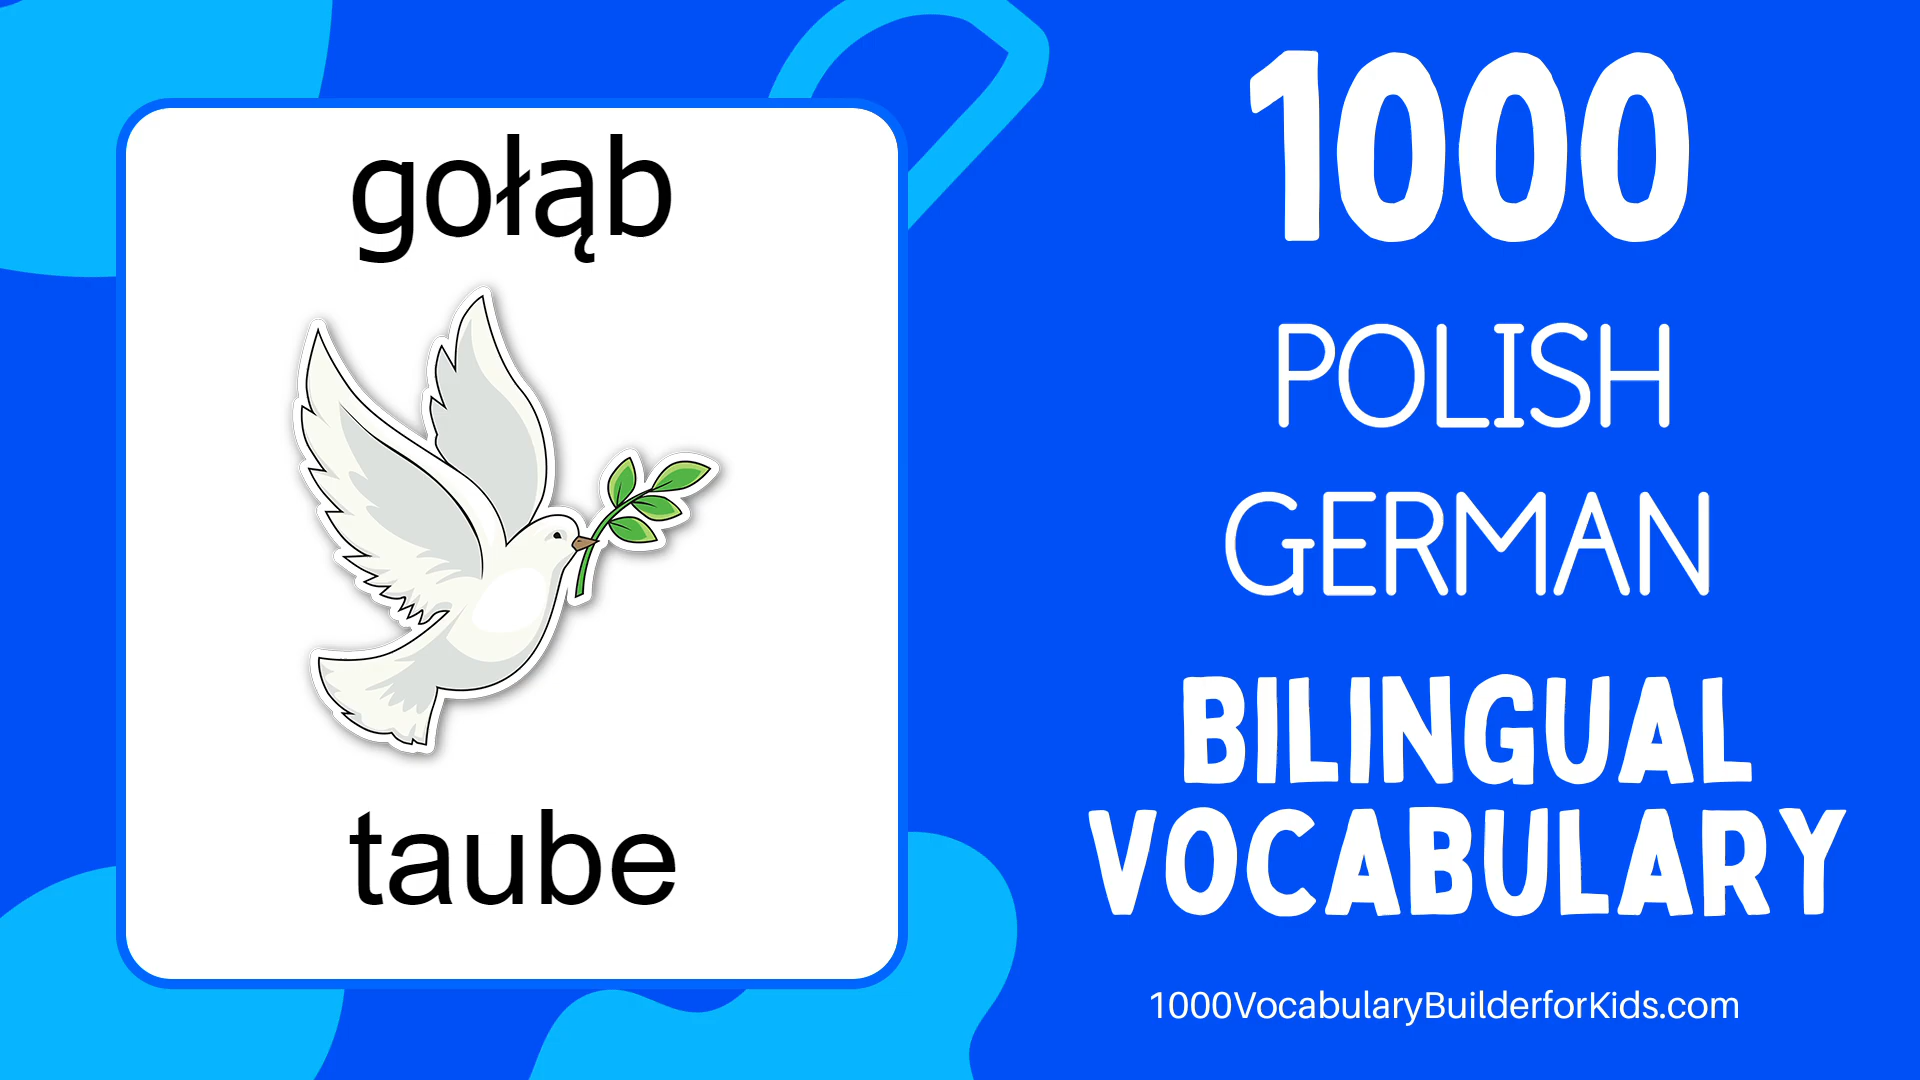 gołąb
taube
1000
POLISH
GERMAN
BILINGUAL
VOCABULARY
1000VocabularyBuilderforKids.com